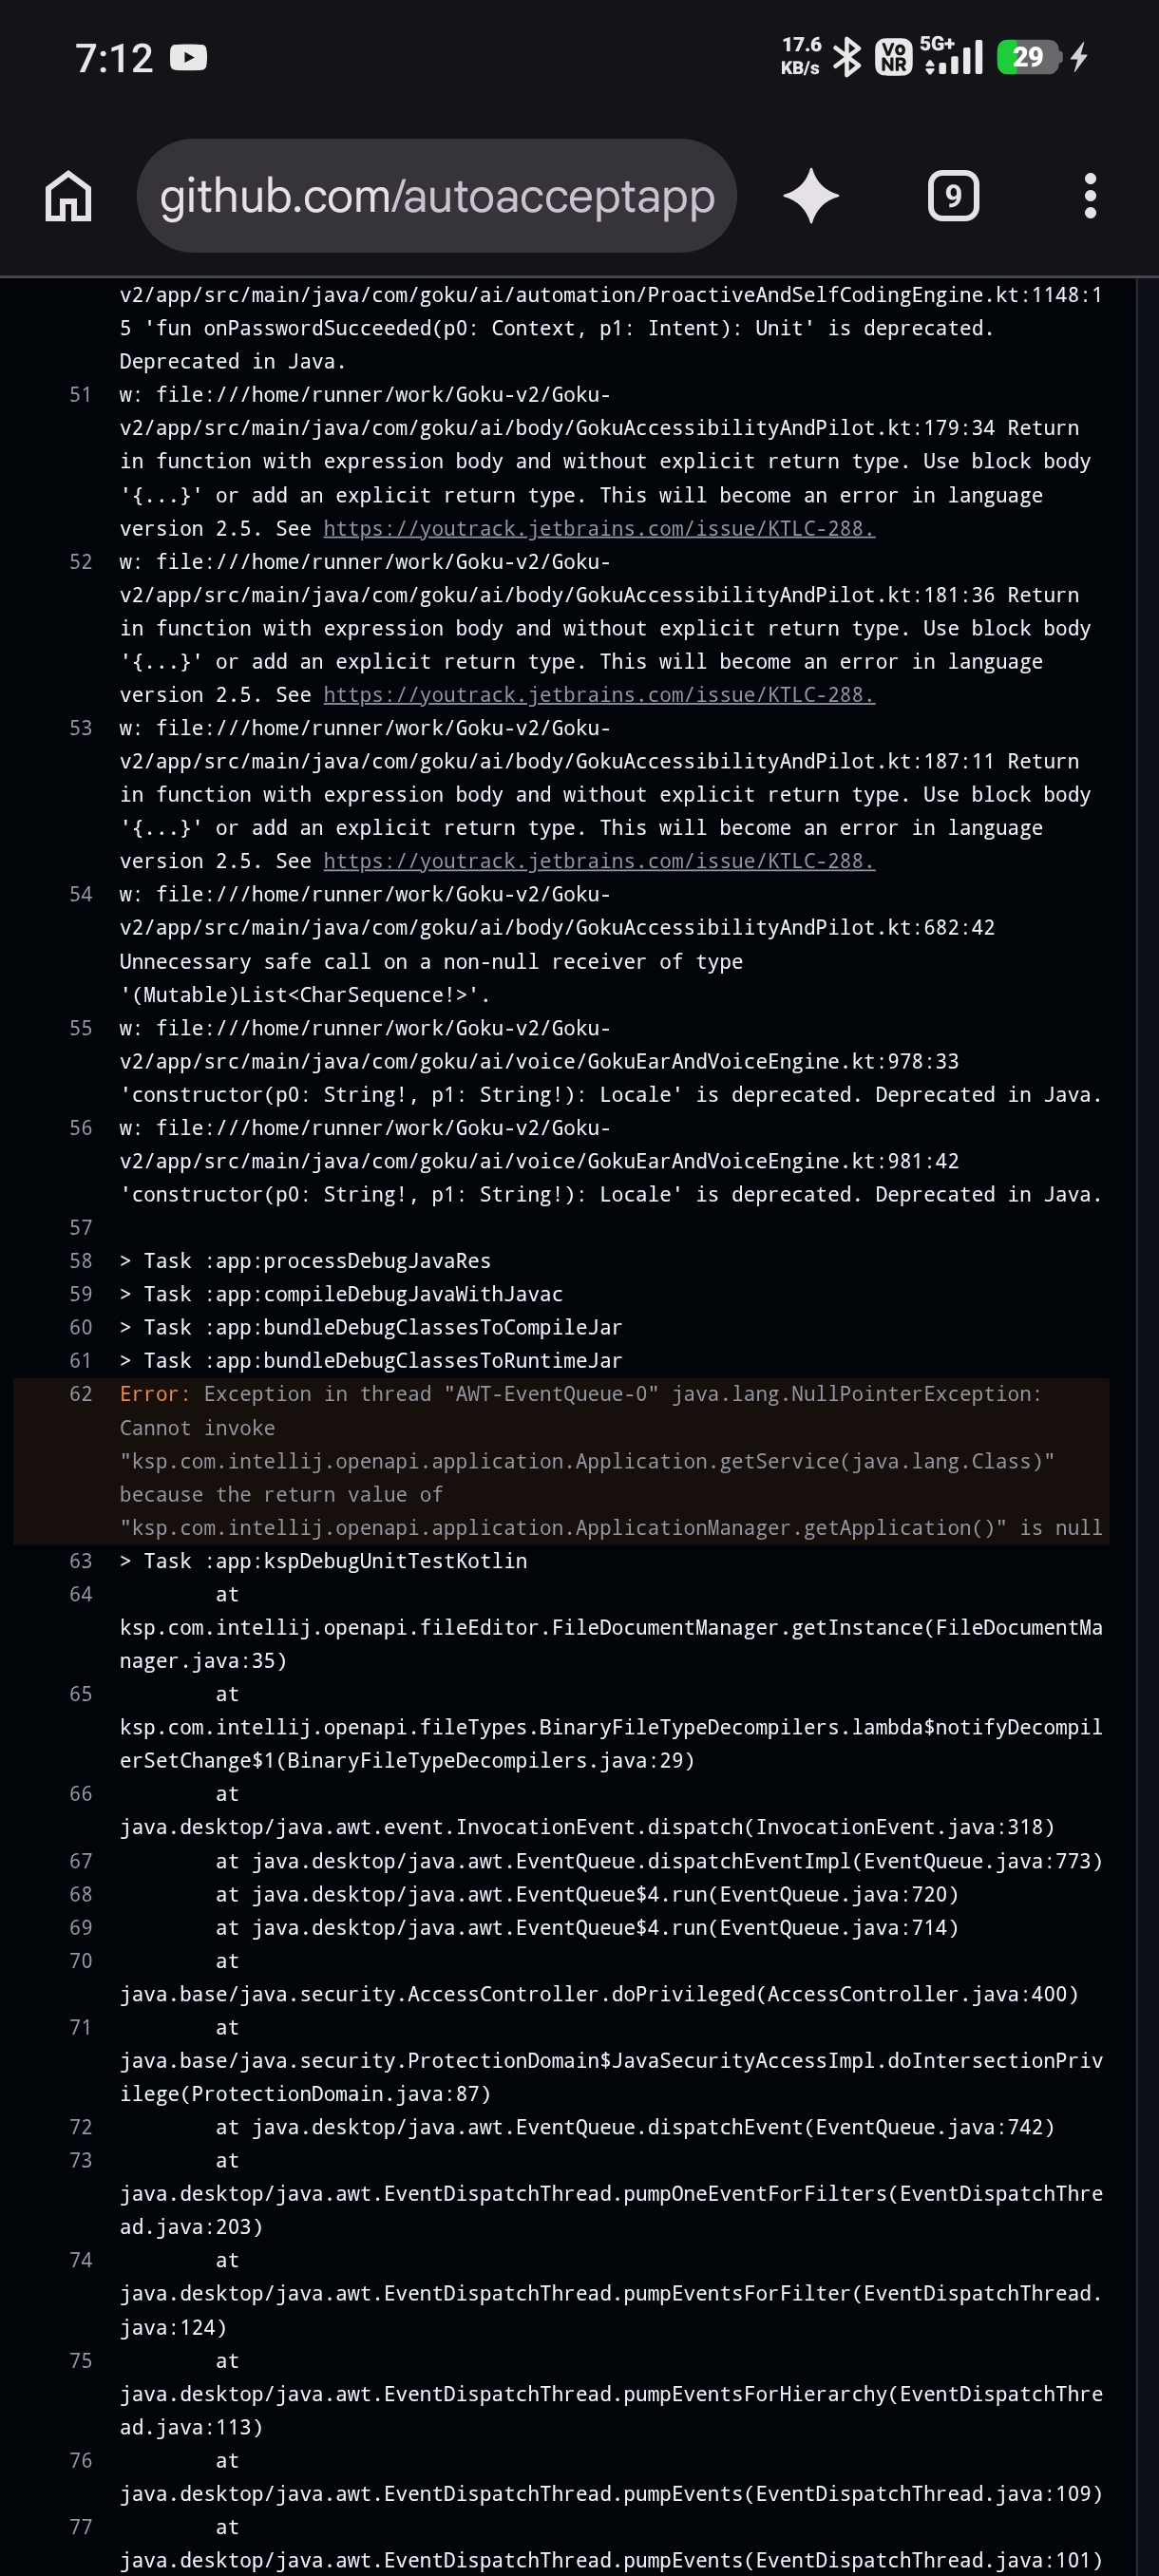 7:12
17.6 KB/s
Vo NR
5G+
29
github.com/autoacceptapp
9
v2/app/src/main/java/com/goku/ai/automation/ProactiveAndSelfCodingEngine.kt:1148:1
5 'fun onPasswordSucceeded(p0: Context, p1: Intent): Unit' is deprecated.
Deprecated in Java.
51 w: file:///home/runner/work/Goku-v2/Goku-
v2/app/src/main/java/com/goku/ai/body/GokuAccessibilityAndPilot.kt:179:34 Return
in function with expression body and without explicit return type. Use block body
'{...}' or add an explicit return type. This will become an error in language
version 2.5. See https://youtrack.jetbrains.com/issue/KTLC-288.
52 w: file:///home/runner/work/Goku-v2/Goku-
v2/app/src/main/java/com/goku/ai/body/GokuAccessibilityAndPilot.kt:181:36 Return
in function with expression body and without explicit return type. Use block body
'{...}' or add an explicit return type. This will become an error in language
version 2.5. See https://youtrack.jetbrains.com/issue/KTLC-288.
53 w: file:///home/runner/work/Goku-v2/Goku-
v2/app/src/main/java/com/goku/ai/body/GokuAccessibilityAndPilot.kt:187:11 Return
in function with expression body and without explicit return type. Use block body
'{...}' or add an explicit return type. This will become an error in language
version 2.5. See https://youtrack.jetbrains.com/issue/KTLC-288.
54 w: file:///home/runner/work/Goku-v2/Goku-
v2/app/src/main/java/com/goku/ai/body/GokuAccessibilityAndPilot.kt:682:42
Unnecessary safe call on a non-null receiver of type
'(Mutable)List<CharSequence!>'.
55 w: file:///home/runner/work/Goku-v2/Goku-
v2/app/src/main/java/com/goku/ai/voice/GokuEarAndVoiceEngine.kt:978:33
'constructor(p0: String!, p1: String!): Locale' is deprecated. Deprecated in Java.
56 w: file:///home/runner/work/Goku-v2/Goku-
v2/app/src/main/java/com/goku/ai/voice/GokuEarAndVoiceEngine.kt:981:42
'constructor(p0: String!, p1: String!): Locale' is deprecated. Deprecated in Java.
57
58 > Task :app:processDebugJavaRes
59 > Task :app:compileDebugJavaWithJavac
60 > Task :app:bundleDebugClassesToCompileJar
61 > Task :app:bundleDebugClassesToRuntimeJar
62 Error: Exception in thread "AWT-EventQueue-0" java.lang.NullPointerException:
Cannot invoke
"ksp.com.intellij.openapi.application.Application.getService(java.lang.Class)"
because the return value of
"ksp.com.intellij.openapi.application.ApplicationManager.getApplication()" is null
63 > Task :app:kspDebugUnitTestKotlin
64 at
ksp.com.intellij.openapi.fileEditor.FileDocumentManager.getInstance(FileDocumentMa
nager.java:35)
65 at
ksp.com.intellij.openapi.fileTypes.BinaryFileTypeDecompilers.lambda$notifyDecompil
erSetChange$1(BinaryFileTypeDecompilers.java:29)
66 at
java.desktop/java.awt.event.InvocationEvent.dispatch(InvocationEvent.java:318)
67 at java.desktop/java.awt.EventQueue.dispatchEventImpl(EventQueue.java:773)
68 at java.desktop/java.awt.EventQueue$4.run(EventQueue.java:720)
69 at java.desktop/java.awt.EventQueue$4.run(EventQueue.java:714)
70 at
java.base/java.security.AccessController.doPrivileged(AccessController.java:400)
71 at
java.base/java.security.ProtectionDomain$JavaSecurityAccessImpl.doIntersectionPriv
ilege(ProtectionDomain.java:87)
72 at java.desktop/java.awt.EventQueue.dispatchEvent(EventQueue.java:742)
73 at
java.desktop/java.awt.EventDispatchThread.pumpOneEventForFilters(EventDispatchThre
ad.java:203)
74 at
java.desktop/java.awt.EventDispatchThread.pumpEventsForFilter(EventDispatchThread.
java:124)
75 at
java.desktop/java.awt.EventDispatchThread.pumpEventsForHierarchy(EventDispatchThre
ad.java:113)
76 at
java.desktop/java.awt.EventDispatchThread.pumpEvents(EventDispatchThread.java:109)
77 at
java.desktop/java.awt.EventDispatchThread.pumpEvents(EventDispatchThread.java:101)